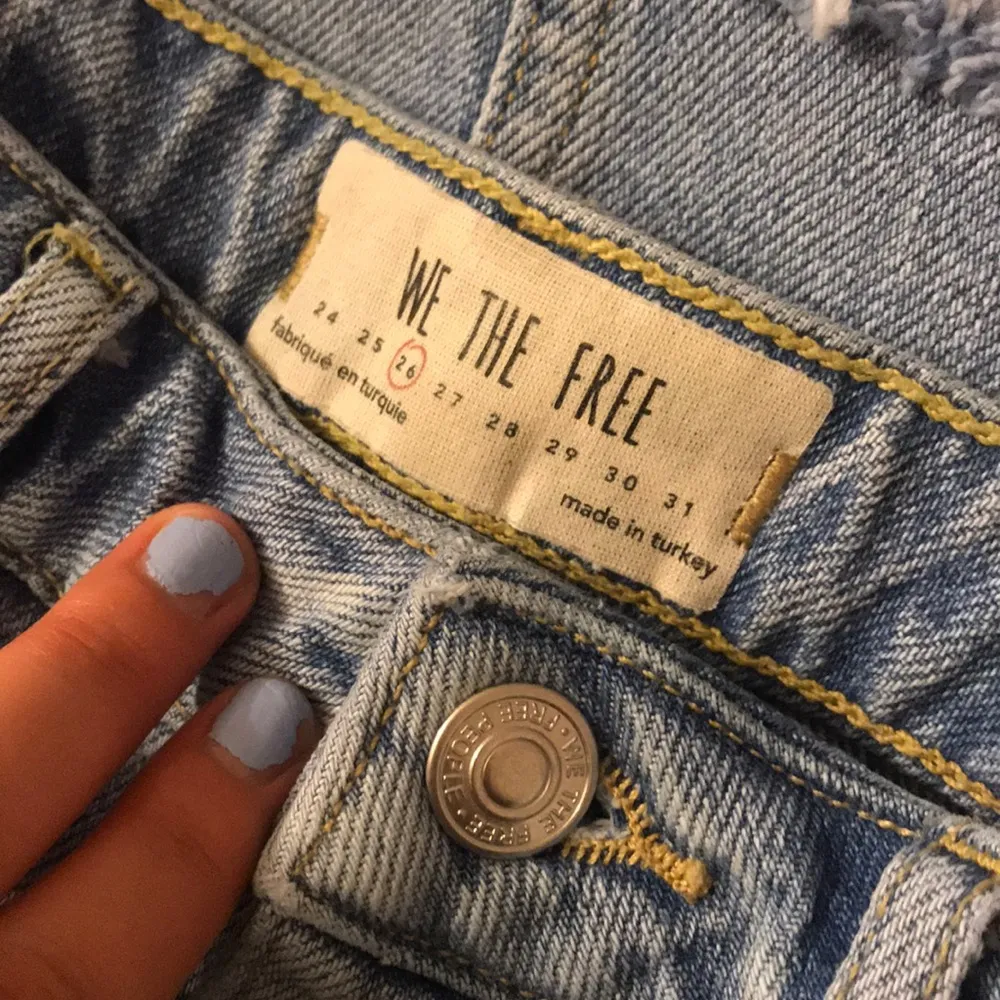 WE THE FREE
24 25 26 27 28 29 30 31
fabriqué en turquie
made in turkey
WE THE FREE • FREE PEOPLE •